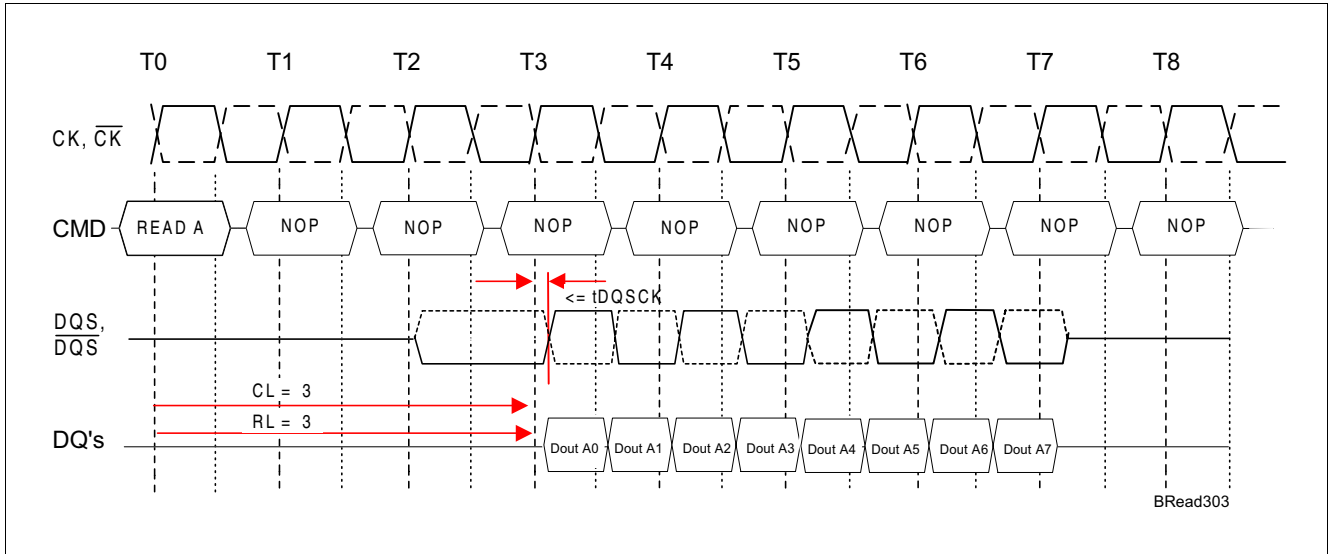 T0 T1 T2 T3 T4 T5 T6 T7 T8
CK, CK
CMD READ A NOP NOP NOP NOP NOP NOP NOP NOP
<= tDQSCK
DQS,
DQS
CL = 3
RL = 3
DQ's Dout A0 Dout A1 Dout A2 Dout A3 Dout A4 Dout A5 Dout A6 Dout A7
BRead303